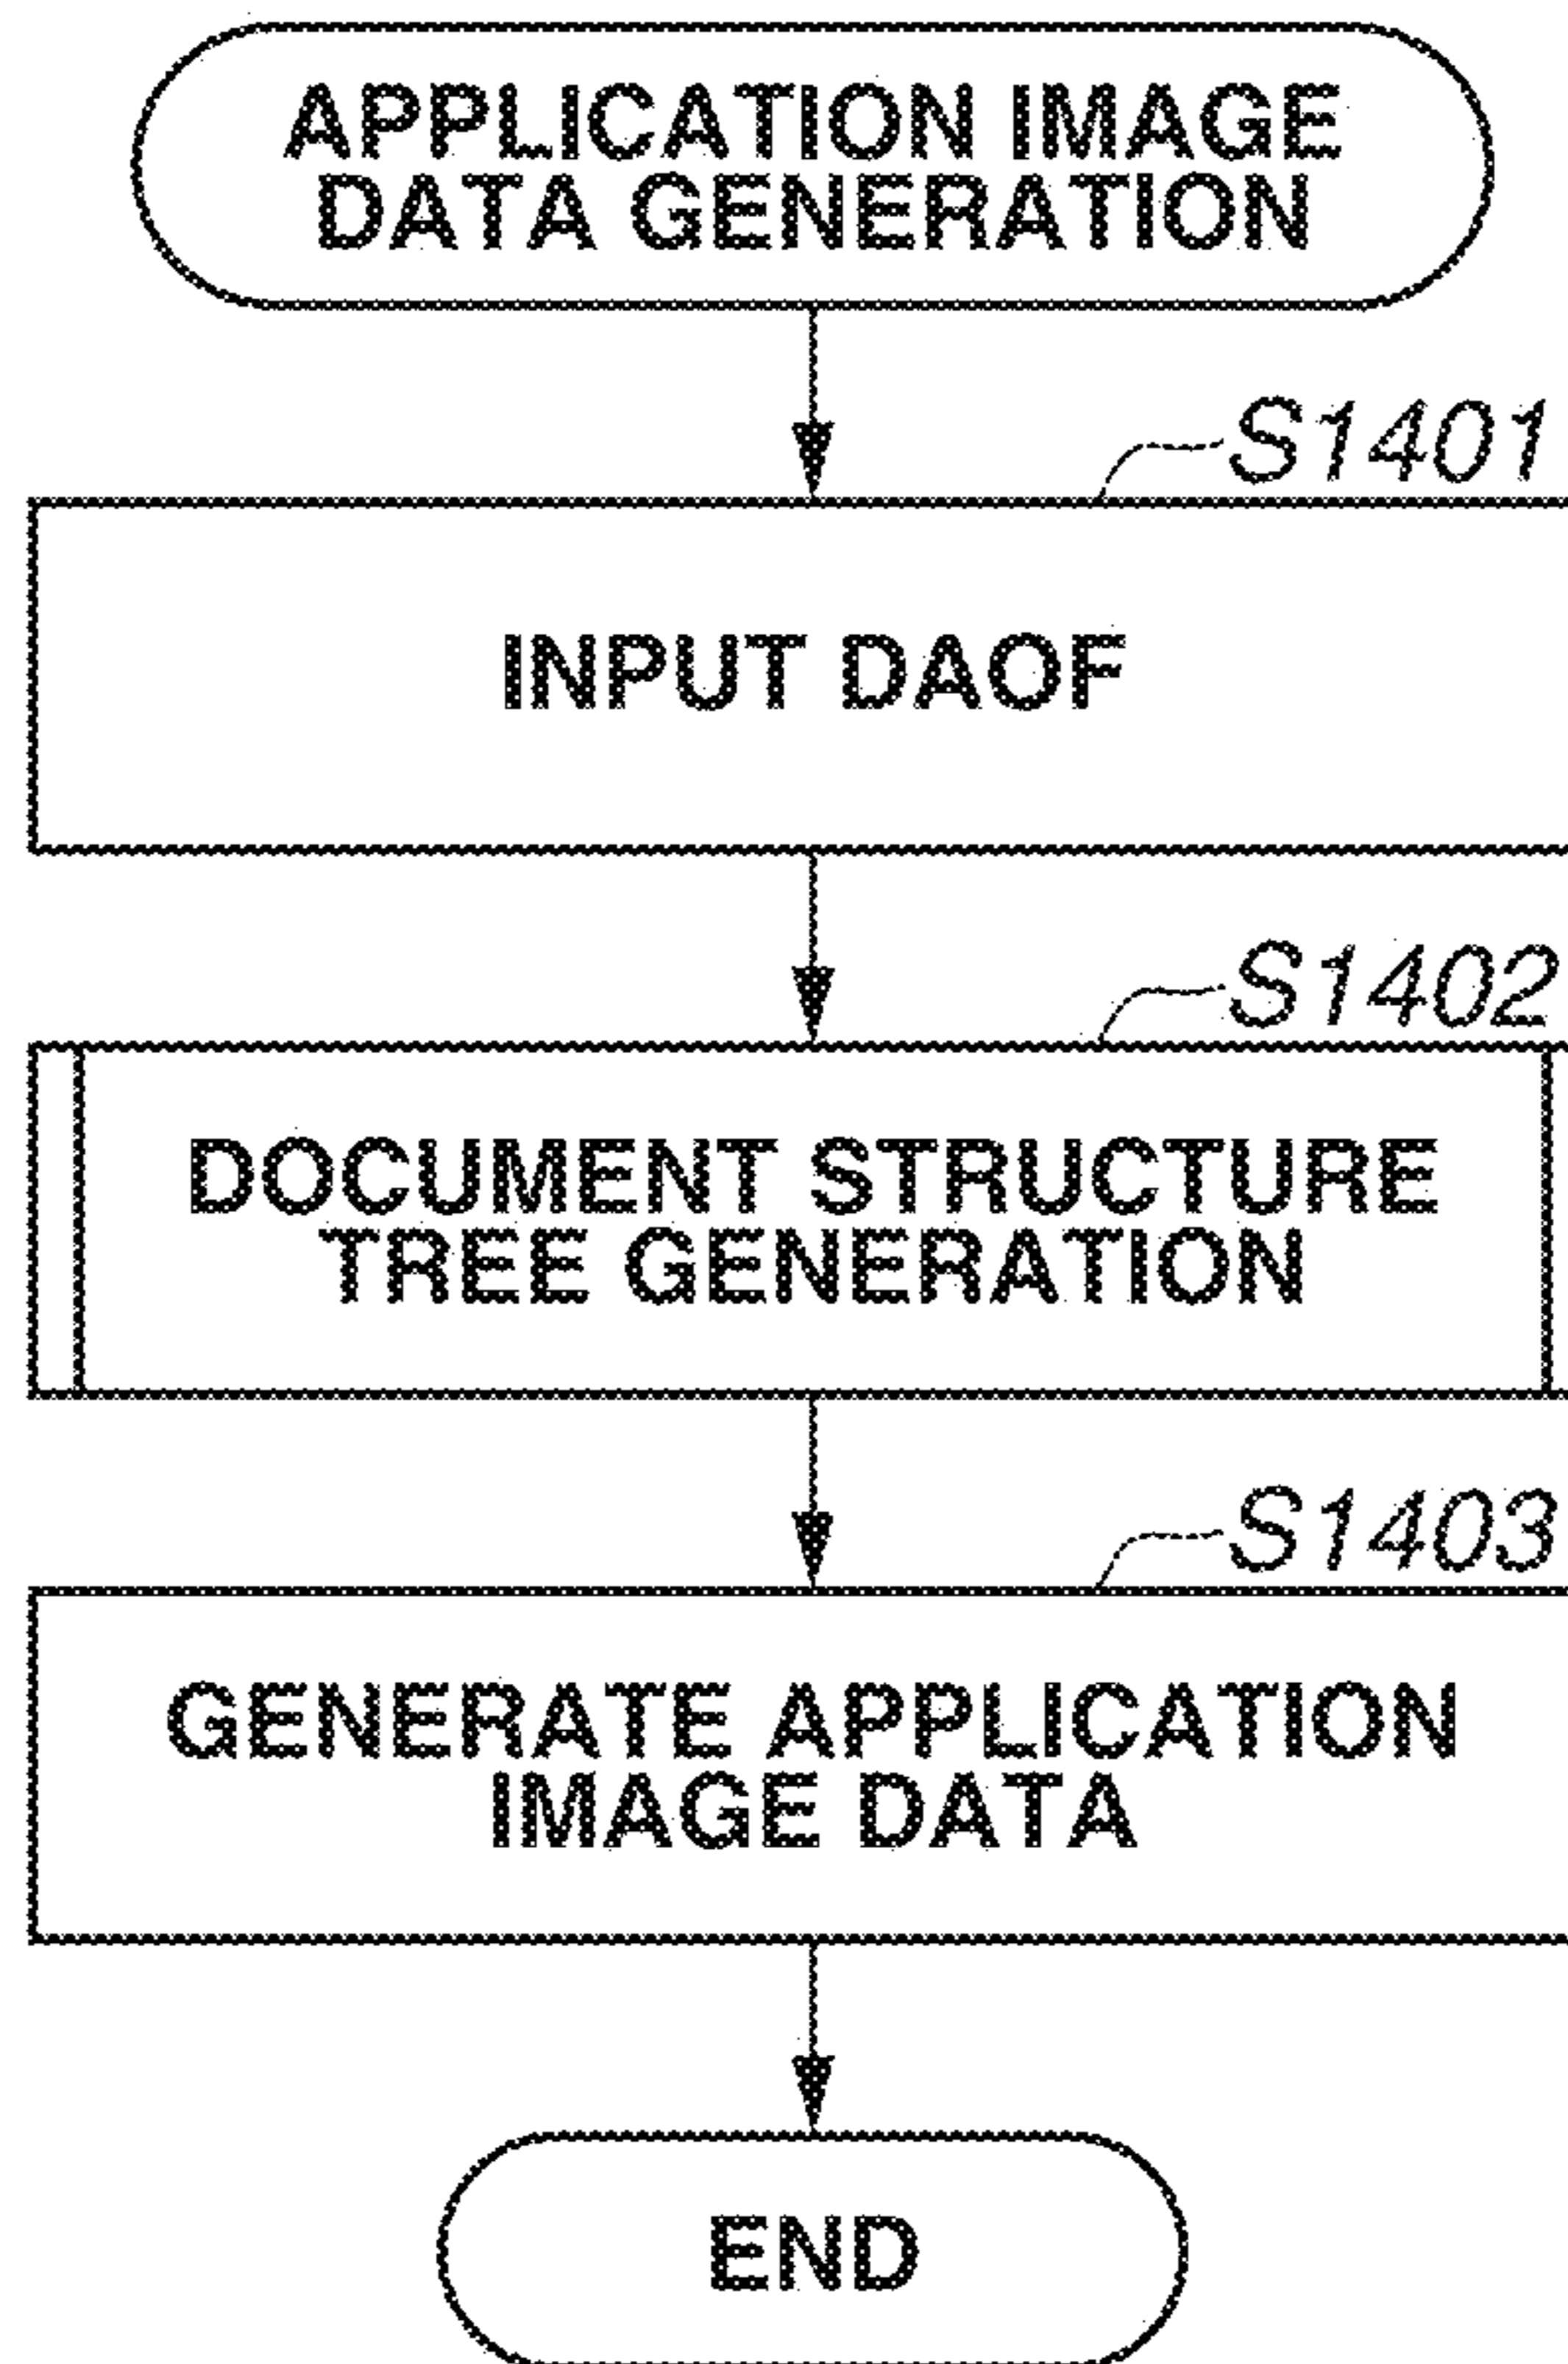 APPLICATION IMAGE
DATA GENERATION
S1401
INPUT DAOF
S1402
DOCUMENT STRUCTURE
TREE GENERATION
S1403
GENERATE APPLICATION
IMAGE DATA
END